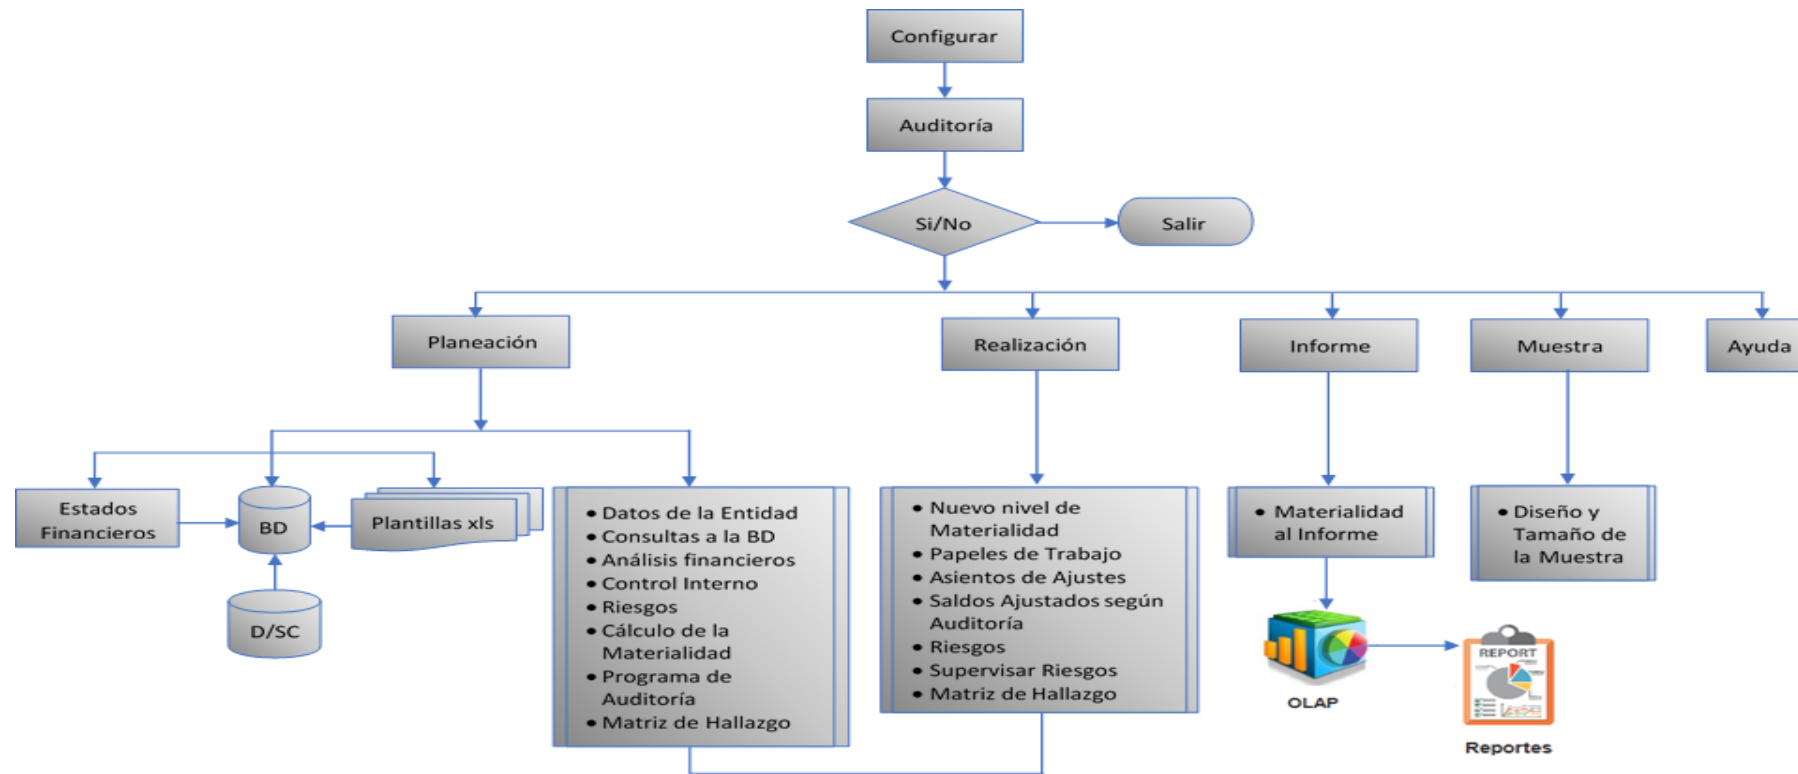 Configurar
Auditoría
Si/No
Salir
Planeación
Realización
Informe
Muestra
Ayuda
Estados
Financieros
BD
Plantillas xls
D/SC
• Datos de la Entidad
• Consultas a la BD
• Análisis financieros
• Control Interno
• Riesgos
• Cálculo de la
Materialidad
• Programa de
Auditoría
• Matriz de Hallazgo
• Nuevo nivel de
Materialidad
• Papeles de Trabajo
• Asientos de Ajustes
• Saldos Ajustados según
Auditoría
• Riesgos
• Supervisar Riesgos
• Matriz de Hallazgo
• Materialidad
al Informe
OLAP
REPORT
Reportes
• Diseño y
Tamaño de
la Muestra